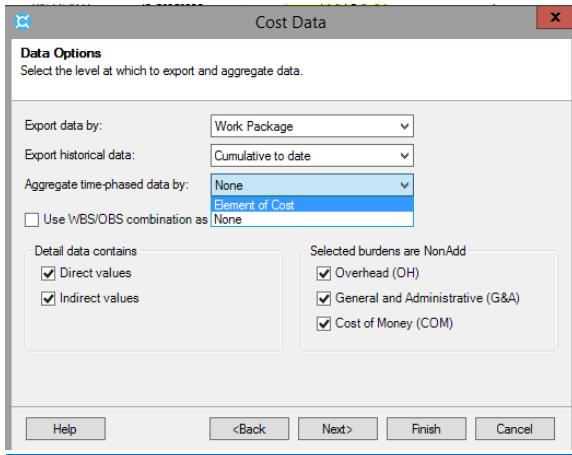 Cost Data
x
Data Options
Select the level at which to export and aggregate data.
Export data by: Work Package
Export historical data: Cumulative to date
Aggregate time-phased data by: None
Element of Cost
Use WBS/OBS combination as None
Detail data contains
Direct values
Indirect values
Selected burdens are NonAdd
Overhead (OH)
General and Administrative (G&A)
Cost of Money (COM)
Help <Back Next> Finish Cancel